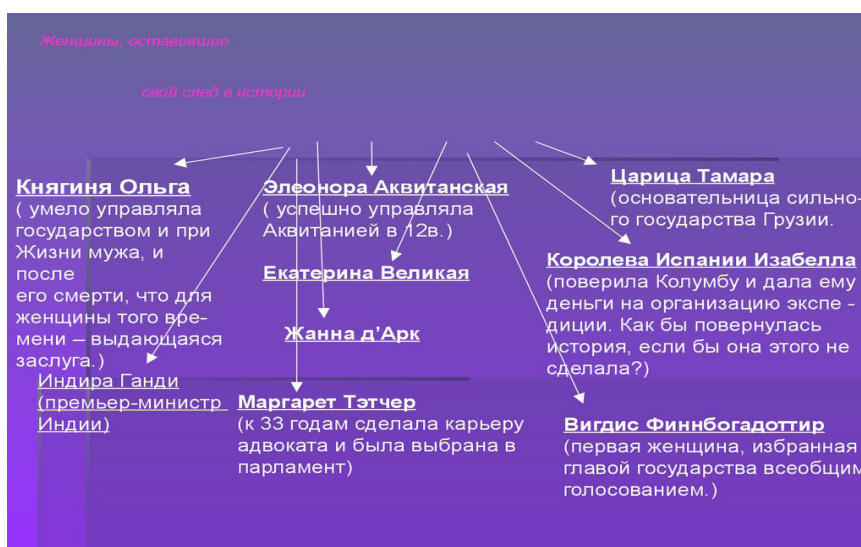 Женщины, оставившие
свой след в истории
Княгиня Ольга
( умело управляла
государством и при
Жизни мужа, и
после
его смерти, что для
женщины того вре-
мени – выдающаяся
заслуга.)
Индира Ганди
(премьер-министр
Индии)
Элеонора Аквитанская
( успешно управляла
Аквитанией в 12в.)
Екатерина Великая
Жанна д’Арк
Маргарет Тэтчер
(к 33 годам сделала карьеру
адвоката и была выбрана в
парламент)
Царица Тамара
(основательница сильно-
го государства Грузии.
Королева Испании Изабелла
(поверила Колумбу и дала ему
деньги на организацию экспе -
диции. Как бы повернулась
история, если бы она этого не
сделала?)
Вигдис Финнбогадоттир
(первая женщина, избранная
главой государства всеобщим
голосованием.)